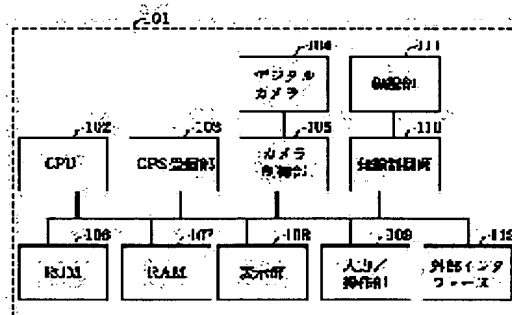 101
104
111
デジタル
カメラ
102
103
105
110
CPU
GPS受信部
カメラ
制御部
106
107
108
109
112
ROM
RAM
表示部
入力/
操作部
外部インタ
フェース